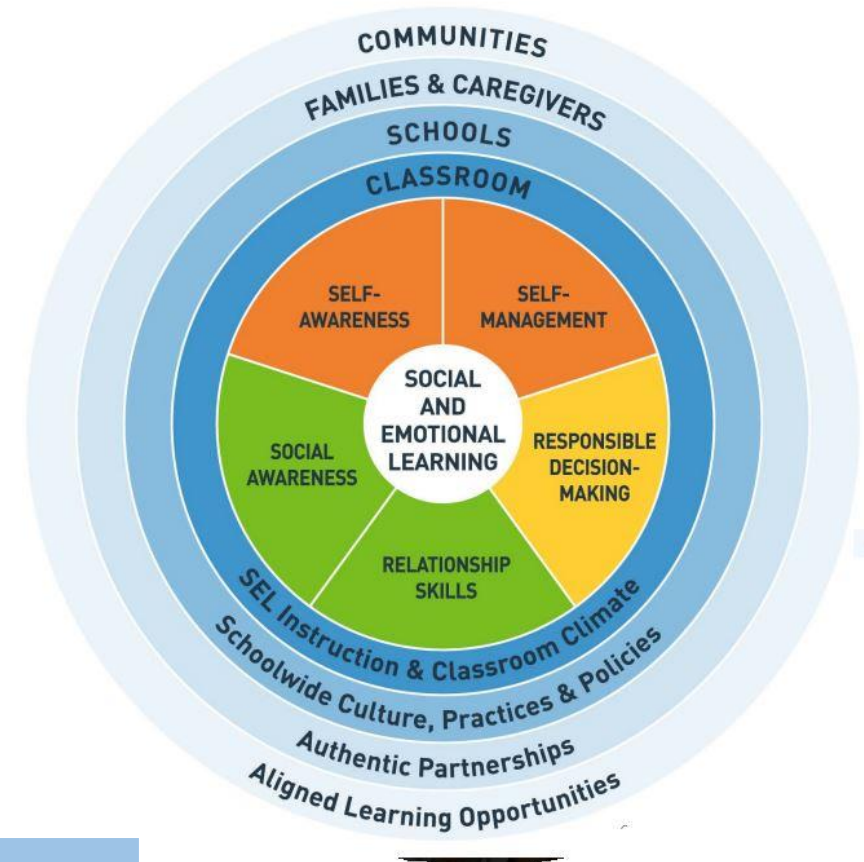 COMMUNITIES
FAMILIES & CAREGIVERS
SCHOOLS
CLASSROOM
SELF-
AWARENESS
SELF-
MANAGEMENT
SOCIAL
AND
EMOTIONAL
LEARNING
SOCIAL
AWARENESS
RESPONSIBLE
DECISION-
MAKING
RELATIONSHIP
SKILLS
SEL Instruction & Classroom Climate
Schoolwide Culture, Practices & Policies
Authentic Partnerships
Aligned Learning Opportunities